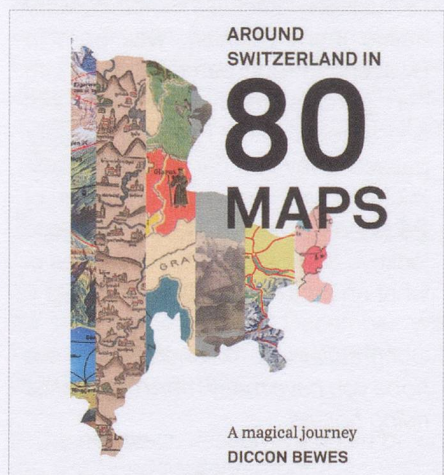 AROUND
SWITZERLAND IN
80
MAPS
A magical journey
DICCON BEWES